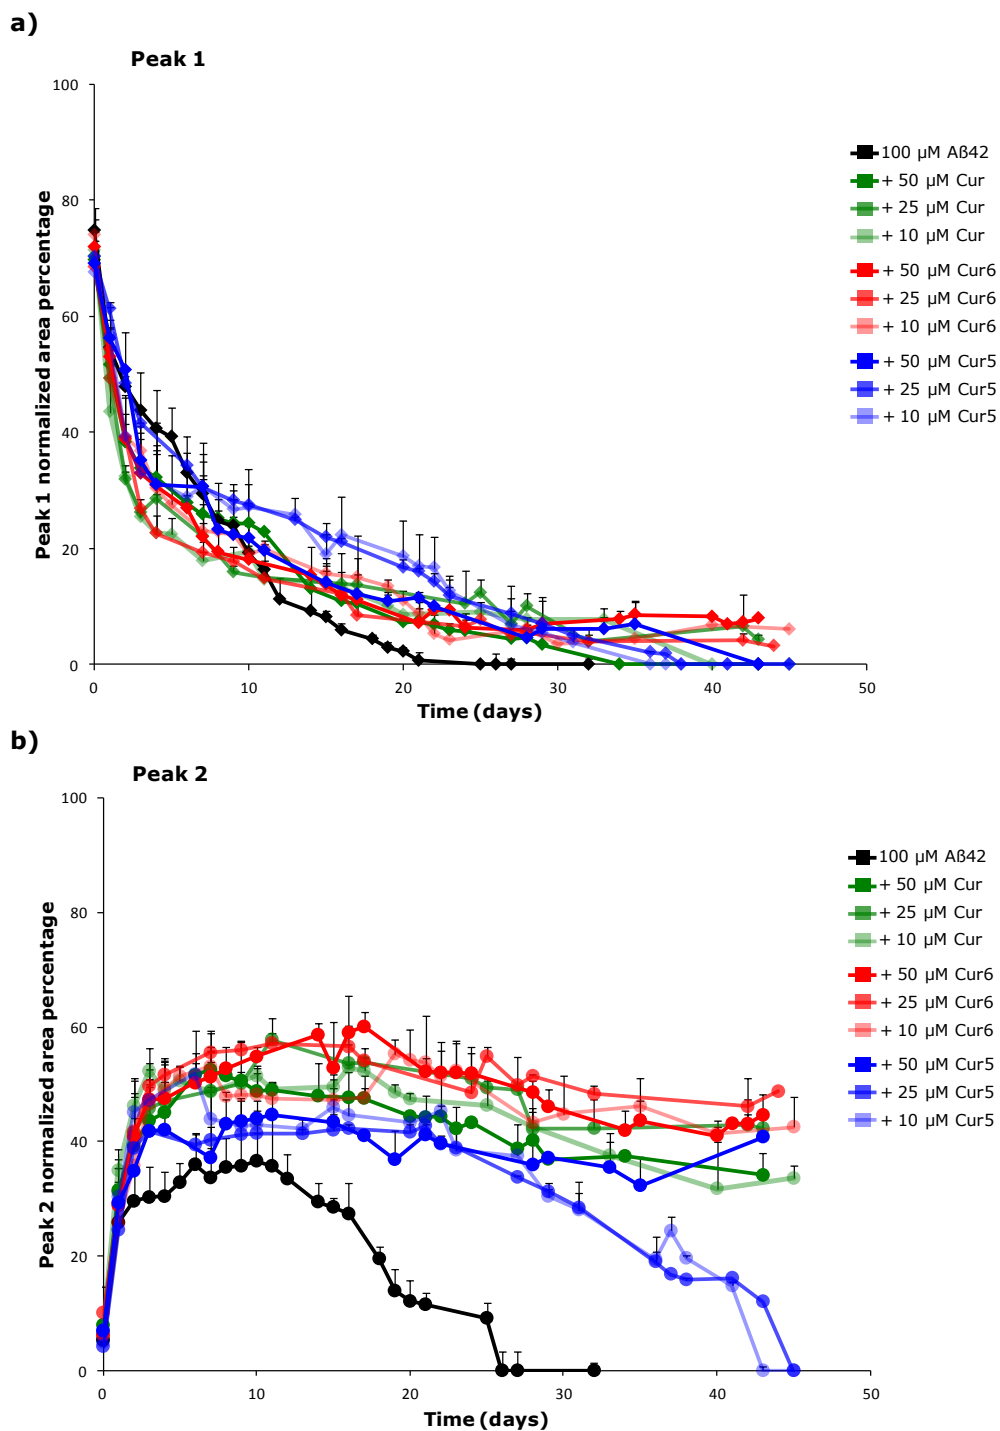 a)
Peak 1
Peak 1 normalized area percentage
100
80
60
40
20
0
0 10 20 30 40 50
Time (days)
100 µM Aß42
+ 50 µM Cur
+ 25 µM Cur
+ 10 µM Cur
+ 50 µM Cur6
+ 25 µM Cur6
+ 10 µM Cur6
+ 50 µM Cur5
+ 25 µM Cur5
+ 10 µM Cur5
b)
Peak 2
Peak 2 normalized area percentage
100
80
60
40
20
0
0 10 20 30 40 50
Time (days)
100 µM Aß42
+ 50 µM Cur
+ 25 µM Cur
+ 10 µM Cur
+ 50 µM Cur6
+ 25 µM Cur6
+ 10 µM Cur6
+ 50 µM Cur5
+ 25 µM Cur5
+ 10 µM Cur5